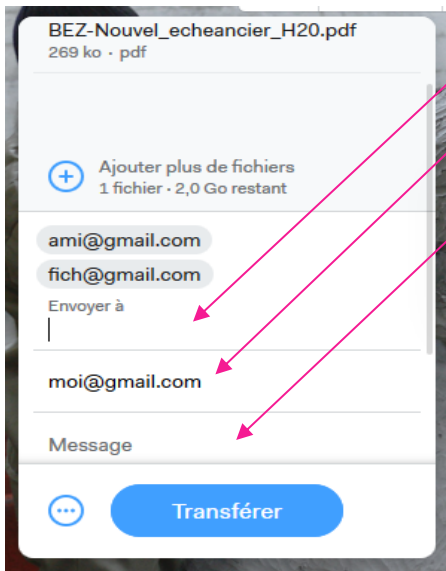 BEZ-Nouvel_echeancier_H20.pdf
269 ko · pdf
Ajouter plus de fichiers
1 fichier · 2,0 Go restant
ami@gmail.com
fich@gmail.com
Envoyer à
moi@gmail.com
Message
Transférer